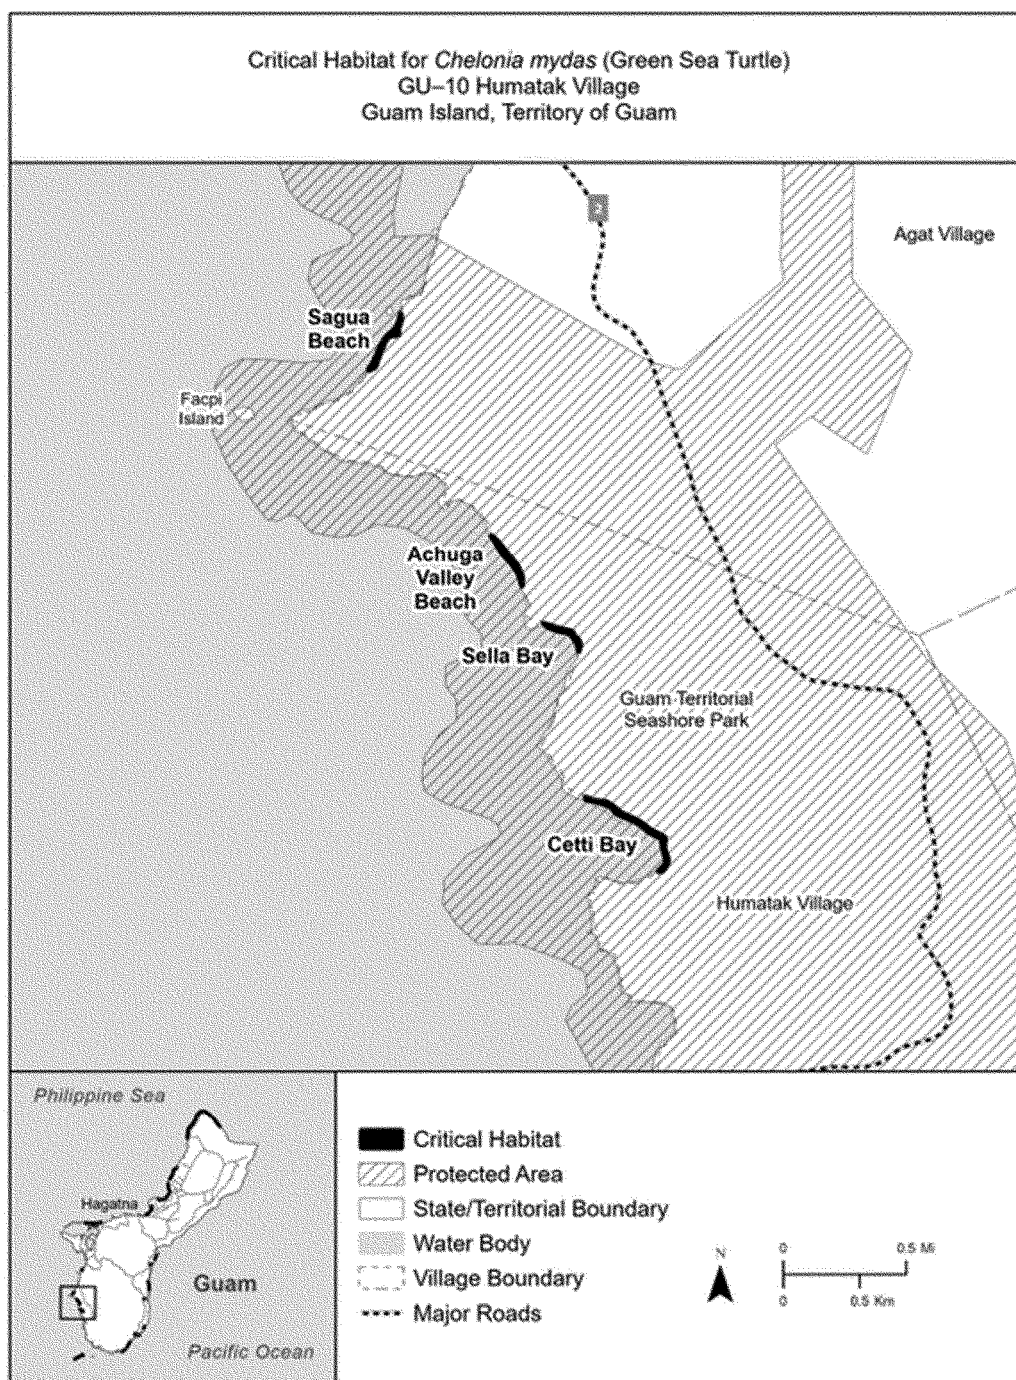 Critical Habitat for Chelonia mydas (Green Sea Turtle)
GU–10 Humatak Village
Guam Island, Territory of Guam
2
Agat Village
Sagua
Beach
Facpi
Island
Achuga
Valley
Beach
Sella Bay
Guam Territorial
Seashore Park
Cetti Bay
Humatak Village
Philippine Sea
Hagatna
Guam
Pacific Ocean
Critical Habitat
Protected Area
State/Territorial Boundary
Water Body
Village Boundary
Major Roads
N
0 0.5 Mi
0 0.5 Km